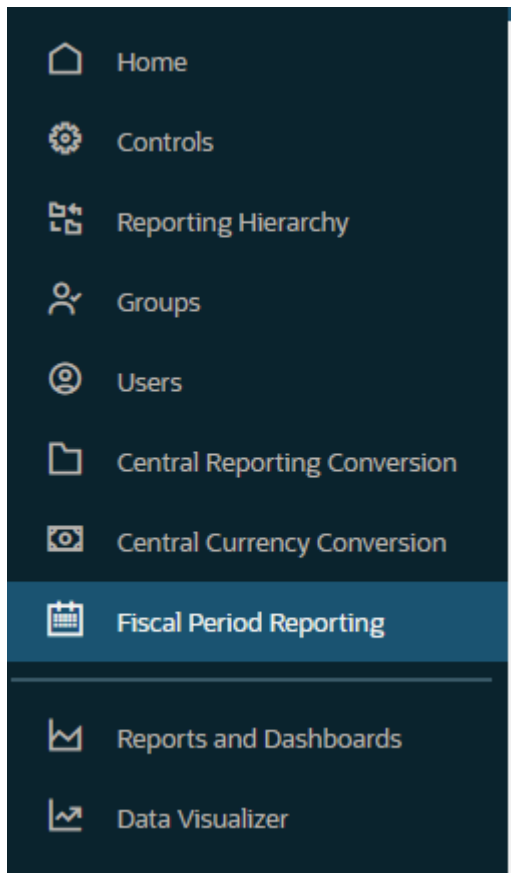 Home
Controls
Reporting Hierarchy
Groups
Users
Central Reporting Conversion
Central Currency Conversion
Fiscal Period Reporting
Reports and Dashboards
Data Visualizer